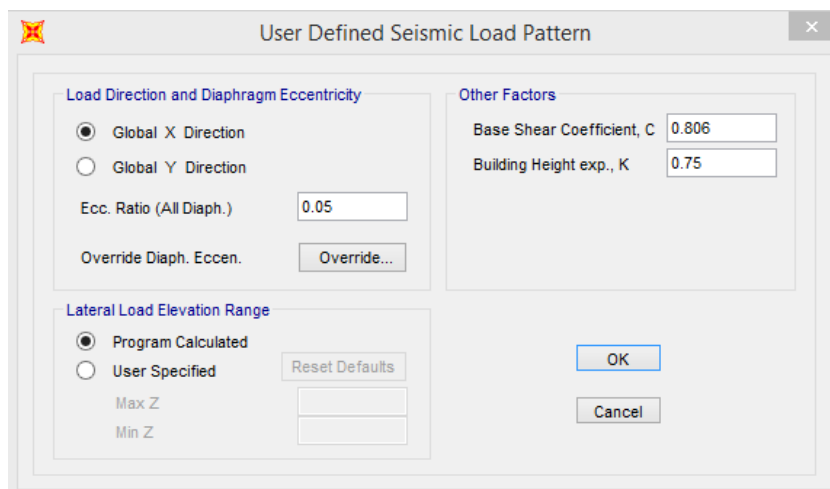 User Defined Seismic Load Pattern
Load Direction and Diaphragm Eccentricity
Global X Direction
Global Y Direction
Ecc. Ratio (All Diaph.) 0.05
Override Diaph. Eccen. Override...
Other Factors
Base Shear Coefficient, C 0.806
Building Height exp., K 0.75
Lateral Load Elevation Range
Program Calculated
User Specified Reset Defaults
Max Z
Min Z
OK
Cancel